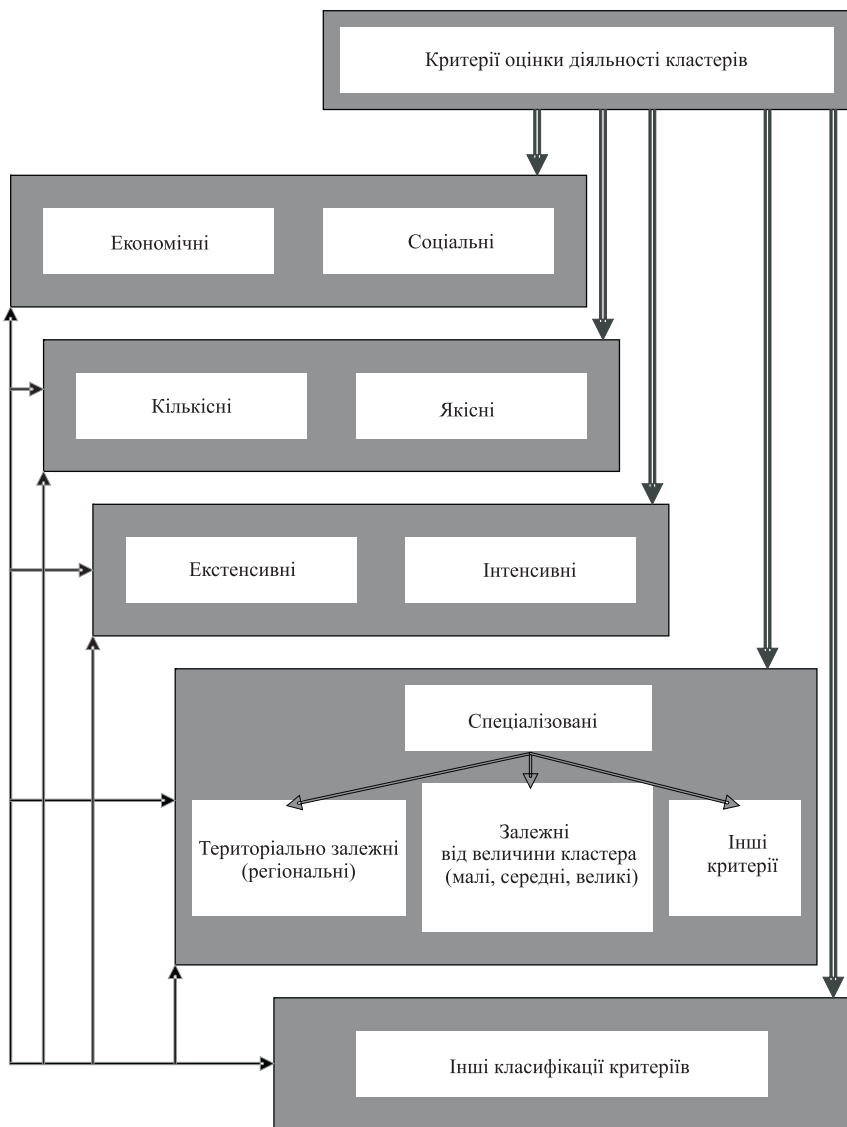 Критерії оцінки діяльності кластерів
Економічні
Соціальні
Кількісні
Якісні
Екстенсивні
Інтенсивні
Спеціалізовані
Територіально залежні
(регіональні)
Залежні
від величини кластера
(малі, середні, великі)
Інші
критерії
Інші класифікації критеріїв